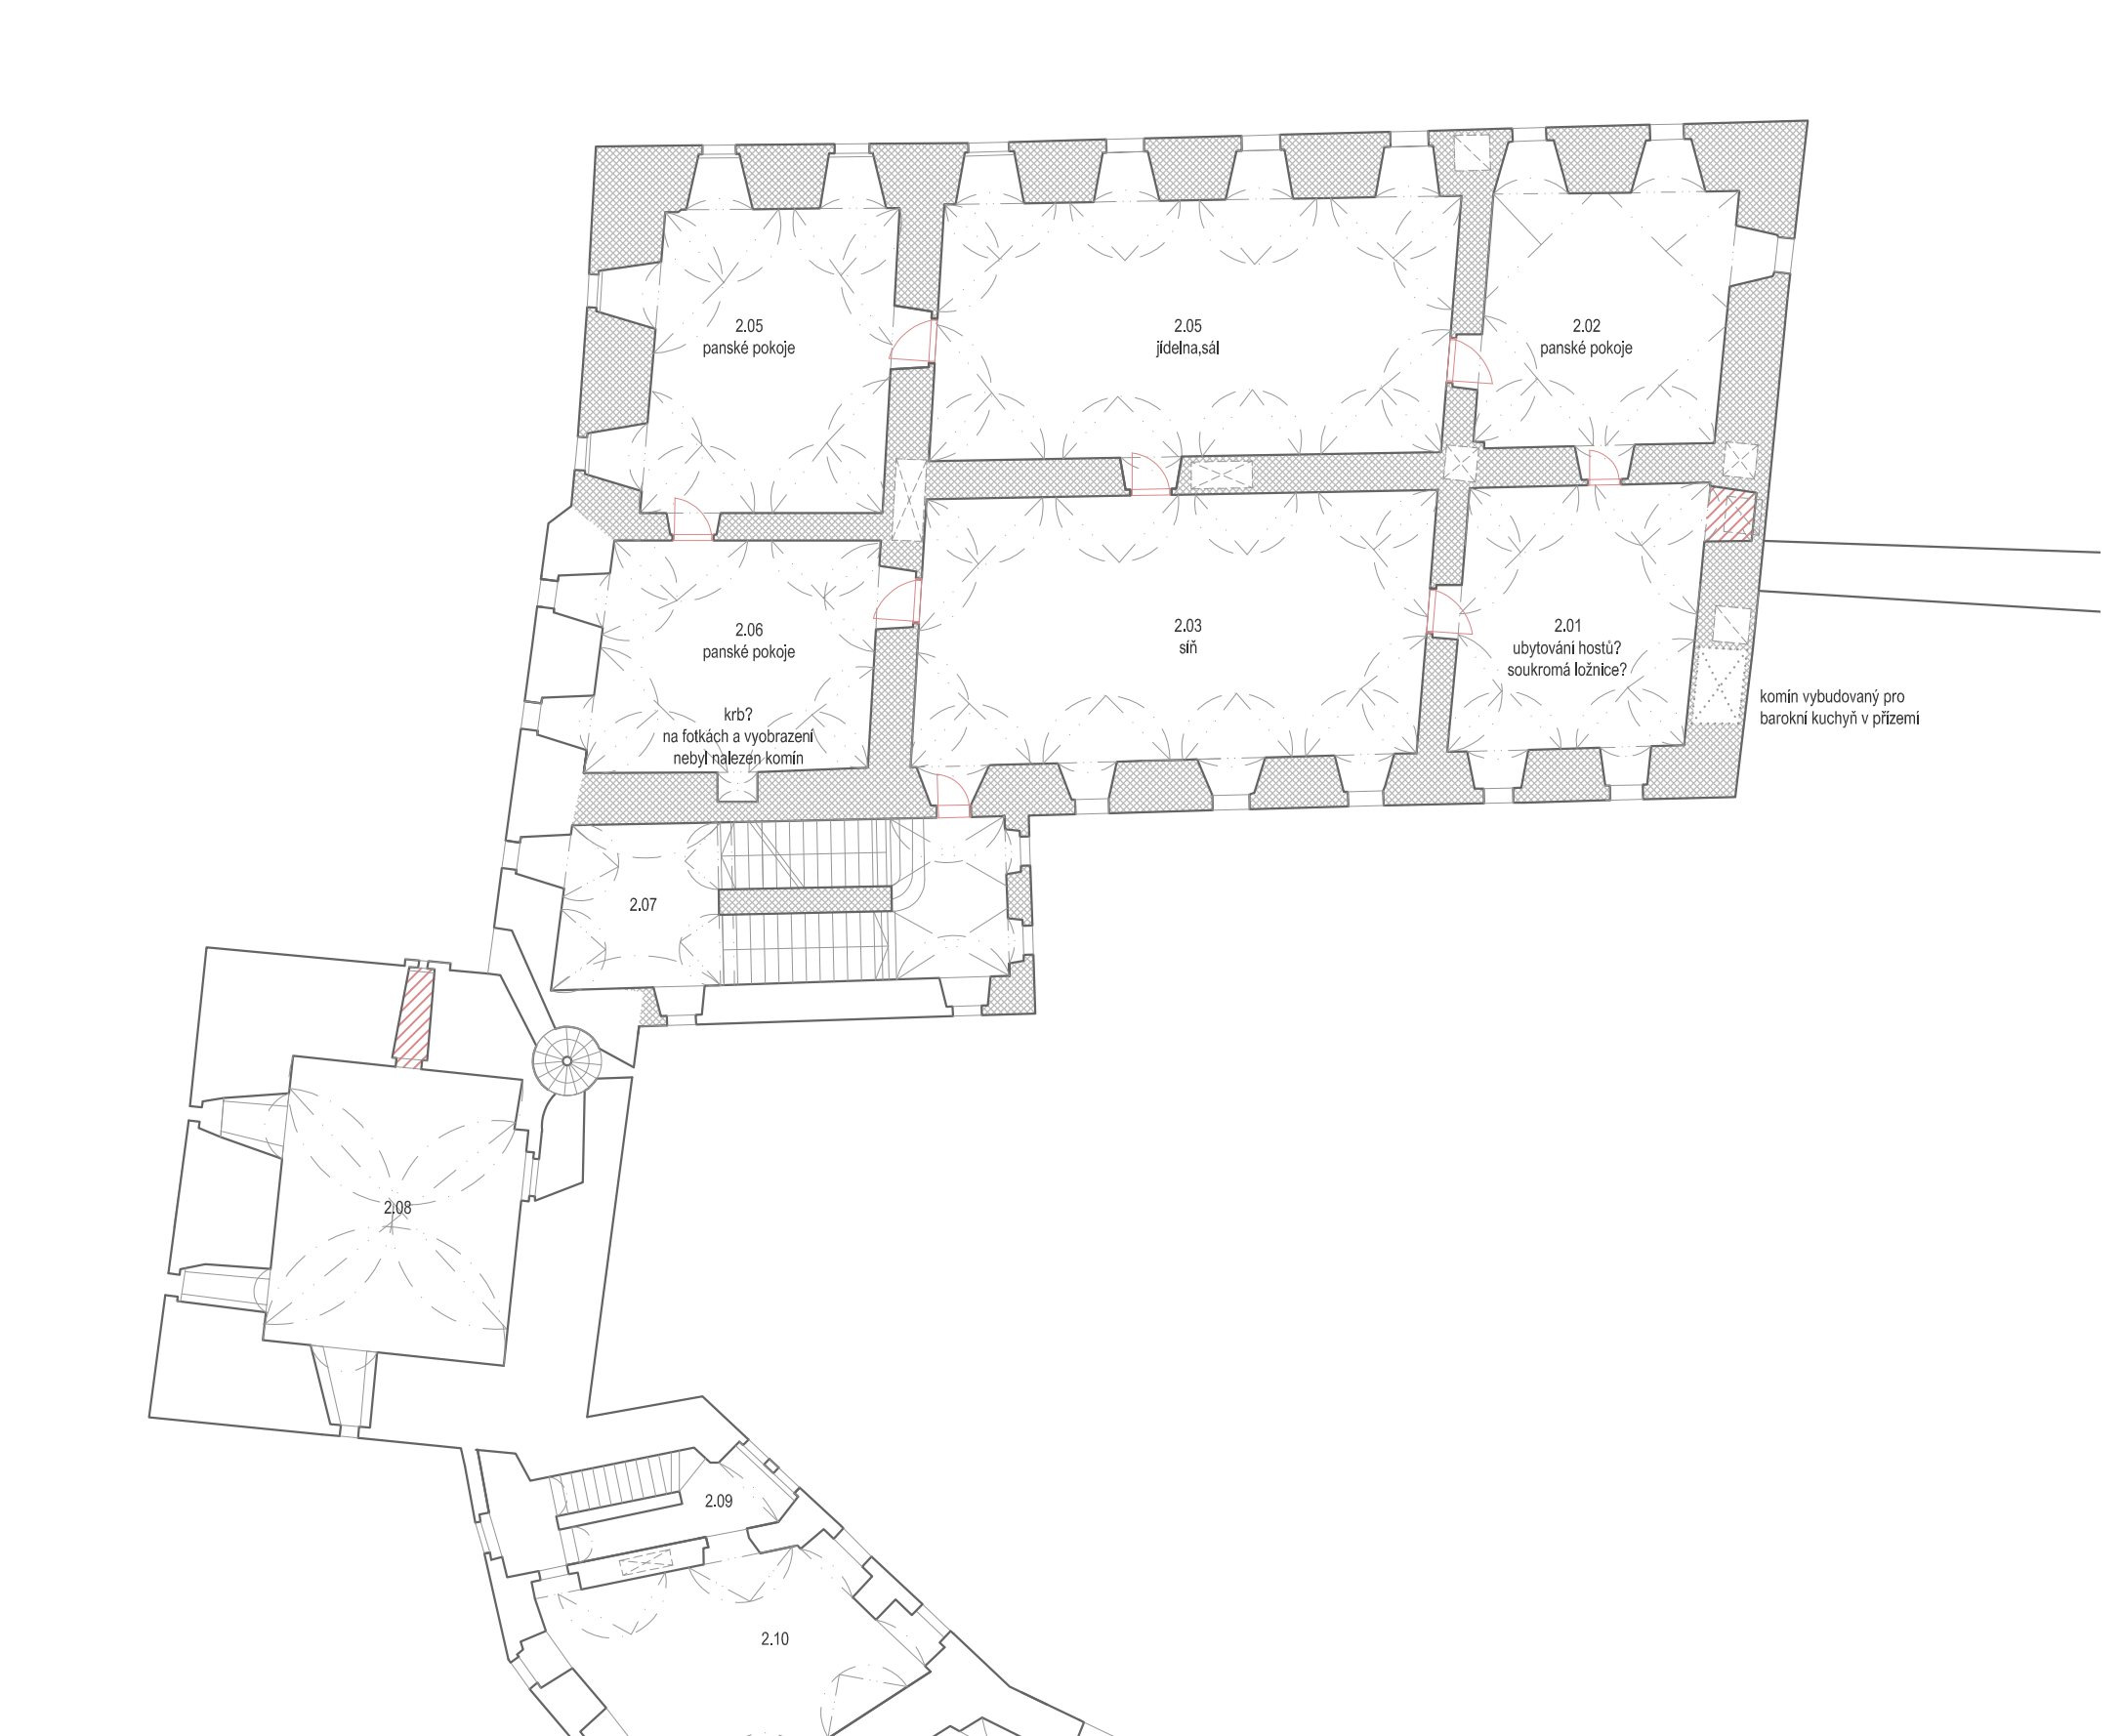 2.05
panské pokoje
2.05
jídelna,sál
2.02
panské pokoje
2.06
panské pokoje
krb?
na fotkách a vyobrazení
nebyl nalezen komín
2.03
síň
2.01
ubytování hostů?
soukromá ložnice?
komín vybudovaný pro
barokní kuchyň v přízemí
2.07
2.08
2.09
2.10